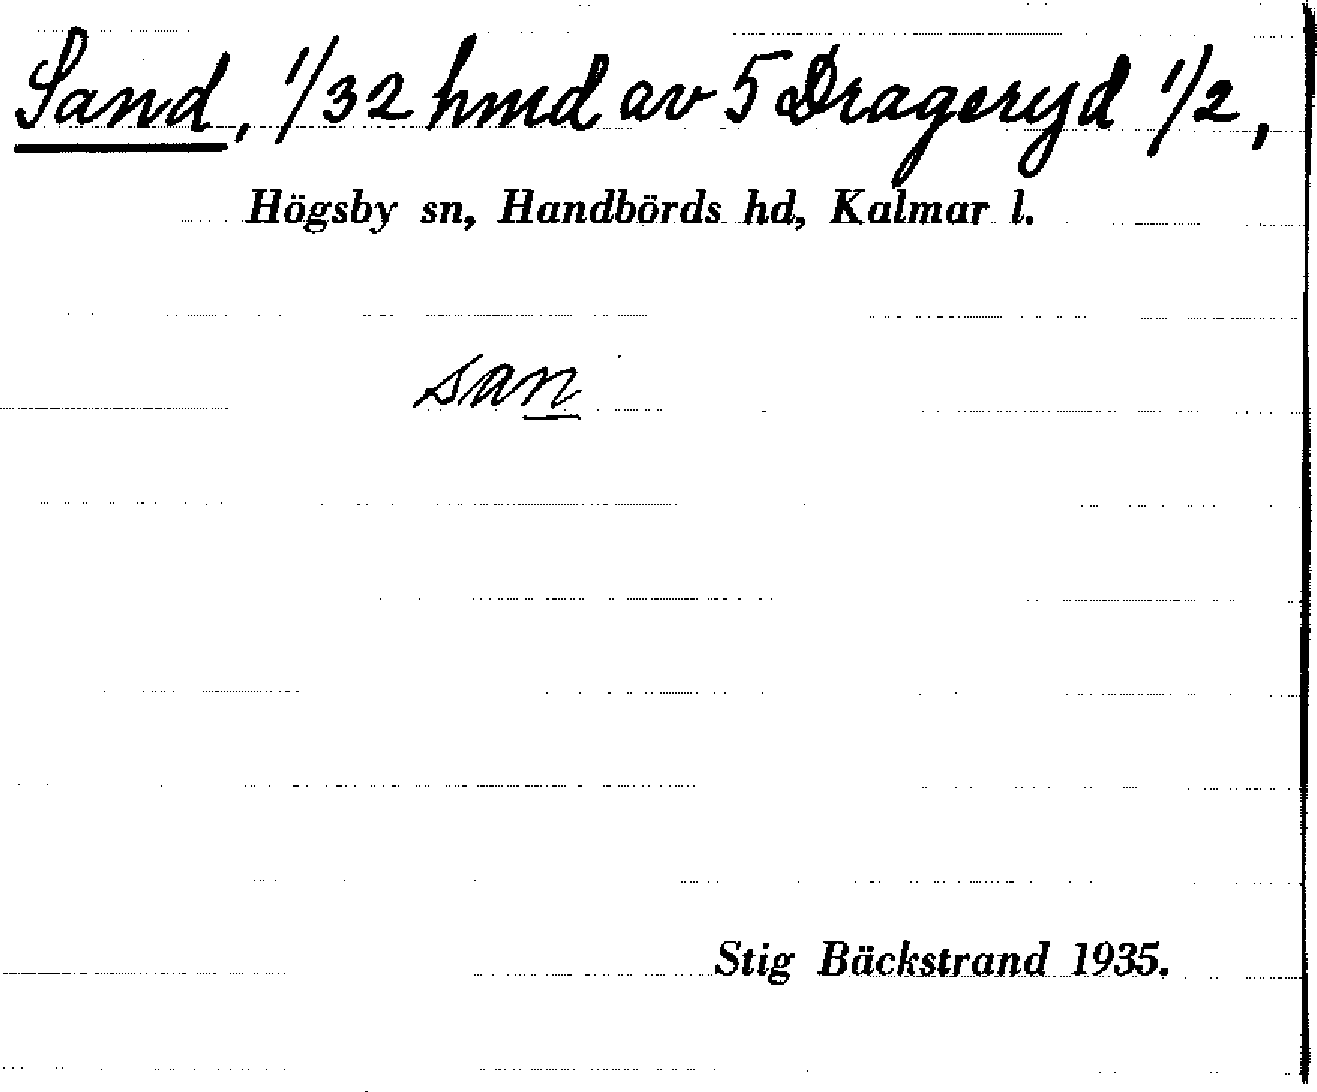 Sand, 1/32 hmd av 5 Drageryd 1/2,
Högsby sn, Handbörds hd, Kalmar l.
san
Stig Bäckstrand 1935.